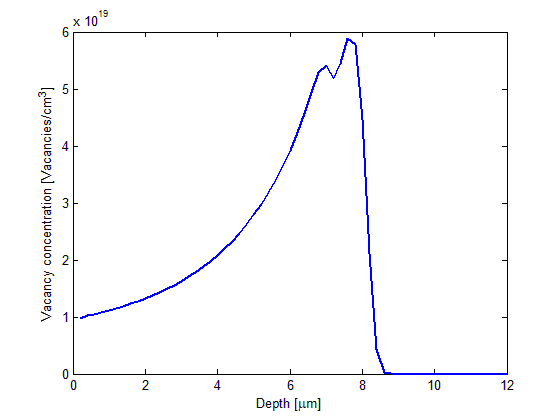 x 10^19
6
5
4
3
2
1
0
Vacancy concentration [Vacancies/cm^3]
0 2 4 6 8 10 12
Depth [μm]